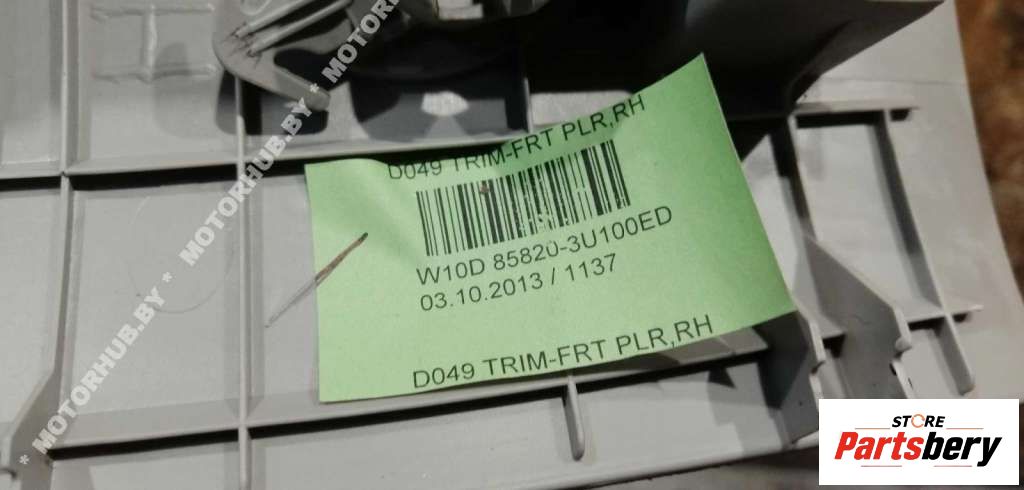 D049 TRIM-FRT PLR,RH
W10D 85820-3U100ED
03.10.2013 / 1137
D049 TRIM-FRT PLR,RH
* MOTORHUB.BY * MOTORHUB.BY * MOTORHUB.BY *
STORE
Partsbery